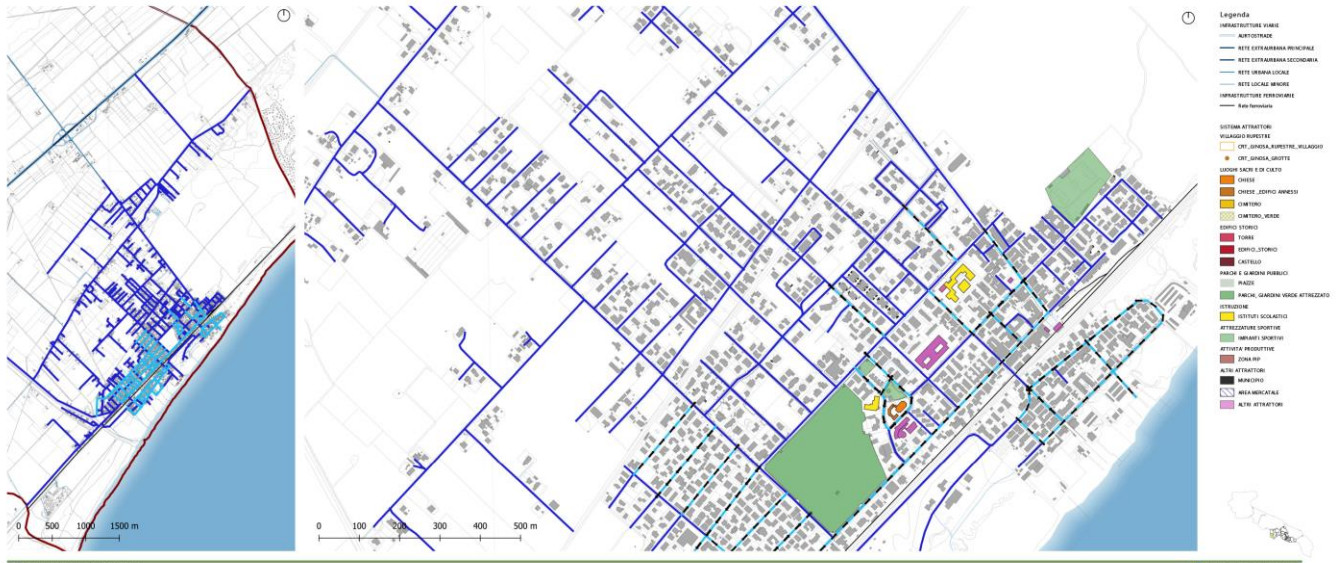 0 500 1000 1500 m
0 100 200 300 400 500 m
Legenda
INFRASTRUTTURE VIARIE
AURTOSTRADE
RETE EXTRAURBANA PRINCIPALE
RETE EXTRAURBANA SECONDARIA
RETE URBANA LOCALE
RETE LOCALE MINORE
INFRASTRUTTURE FERROVIARIE
Rete ferroviaria
SISTEMA ATTRATTORI
VILLAGGIO RUPESTRE
CRT_GINOSA_RUPESTRE_VILLAGGIO
CRT_GINOSA_GROTTE
LUOGHI SACRI E DI CULTO
CHIESE
CHIESE_EDIFICI ANNESSI
CIMITERO
CIMITERO_VERDE
EDIFICI STORICI
TORRE
EDIFICI_STORICI
CASTELLO
PARCHI E GIARDINI PUBBLICI
PIAZZE
PARCHI, GIARDINI VERDE ATTREZZATO
ISTRUZIONE
ISTITUTI SCOLASTICI
ATTREZZATURE SPORTIVE
IMPIANTI SPORTIVI
ATTIVITA' PRODUTTIVE
ZONA PIP
ALTRI ATTRATTORI
MUNICIPIO
AREA MERCATALE
ALTRI ATTRATTORI